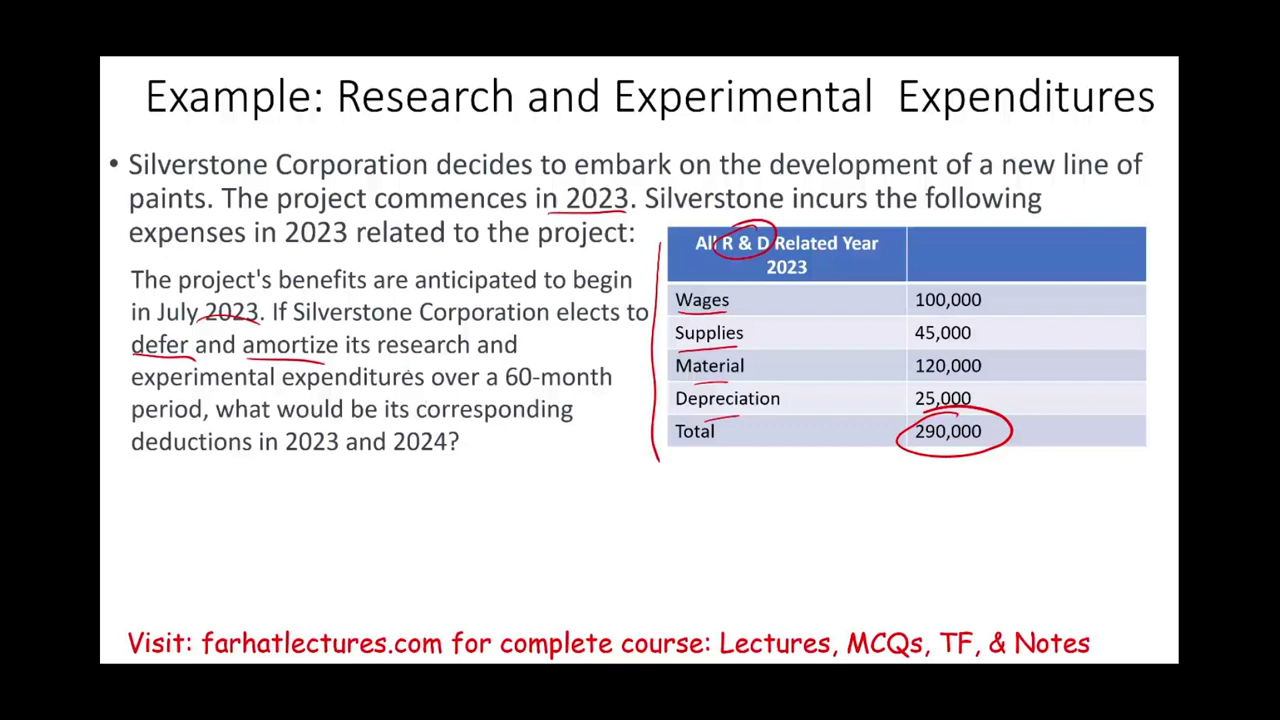 Example: Research and Experimental Expenditures
• Silverstone Corporation decides to embark on the development of a new line of
paints. The project commences in 2023. Silverstone incurs the following
expenses in 2023 related to the project:
The project's benefits are anticipated to begin
in July 2023. If Silverstone Corporation elects to
defer and amortize its research and
experimental expenditures over a 60-month
period, what would be its corresponding
deductions in 2023 and 2024?
All R & D Related Year
2023
Wages 100,000
Supplies 45,000
Material 120,000
Depreciation 25,000
Total 290,000
Visit: farhatlectures.com for complete course: Lectures, MCQs, TF, & Notes